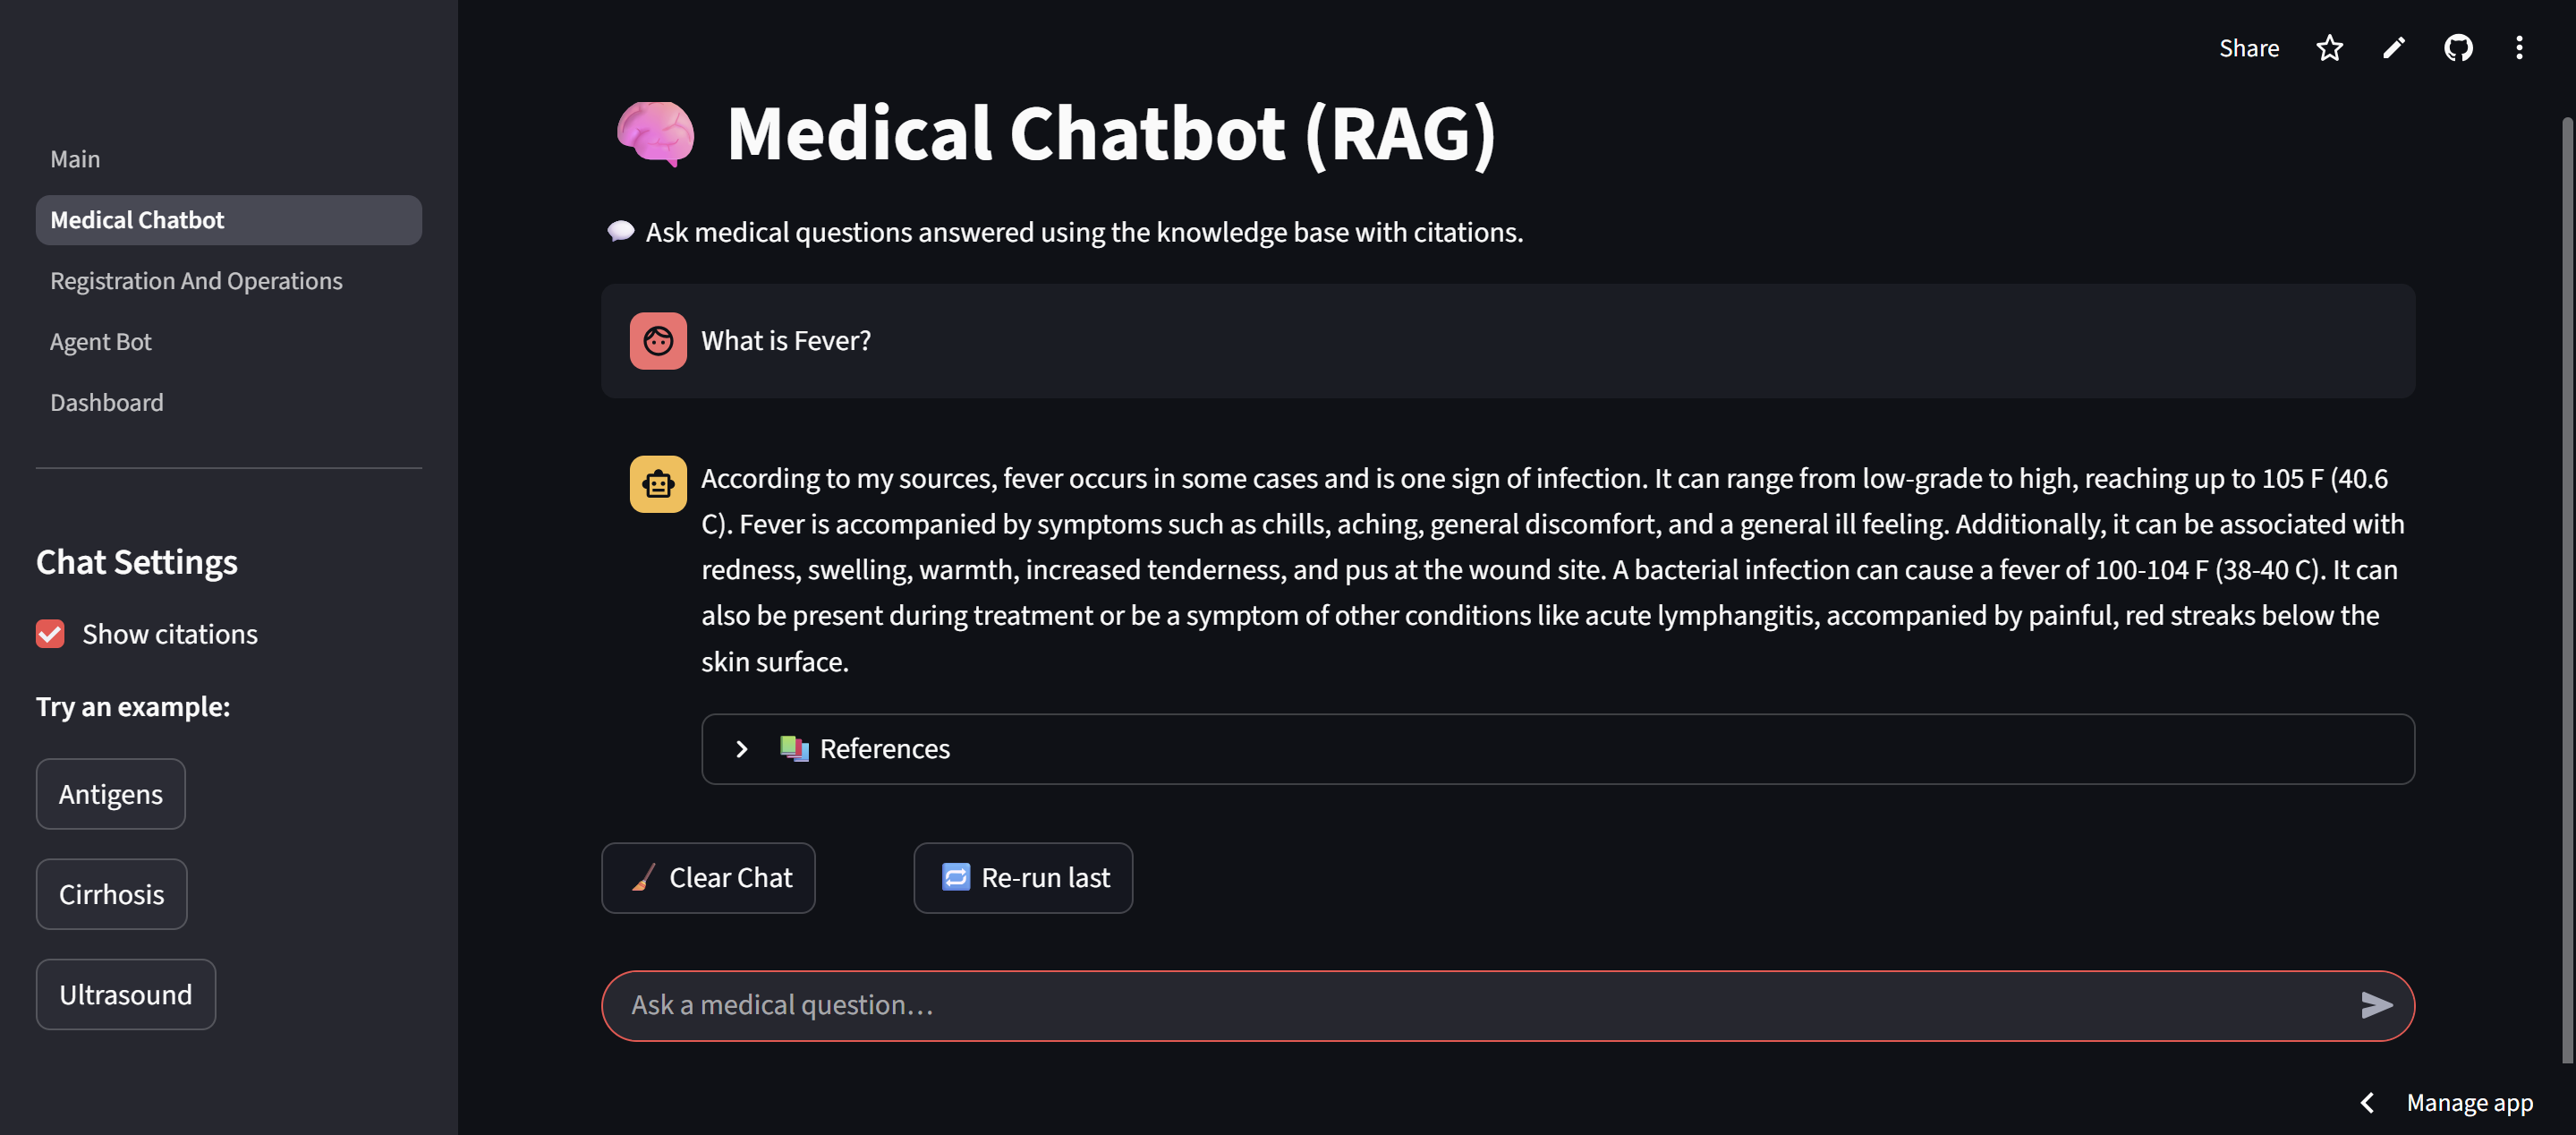 Share
Main
Medical Chatbot
Registration And Operations
Agent Bot
Dashboard
Chat Settings
Show citations
Try an example:
Antigens
Cirrhosis
Ultrasound
Medical Chatbot (RAG)
Ask medical questions answered using the knowledge base with citations.
What is Fever?
According to my sources, fever occurs in some cases and is one sign of infection. It can range from low-grade to high, reaching up to 105 F (40.6
C). Fever is accompanied by symptoms such as chills, aching, general discomfort, and a general ill feeling. Additionally, it can be associated with
redness, swelling, warmth, increased tenderness, and pus at the wound site. A bacterial infection can cause a fever of 100-104 F (38-40 C). It can
also be present during treatment or be a symptom of other conditions like acute lymphangitis, accompanied by painful, red streaks below the
skin surface.
References
Clear Chat
Re-run last
Ask a medical question…
Manage app